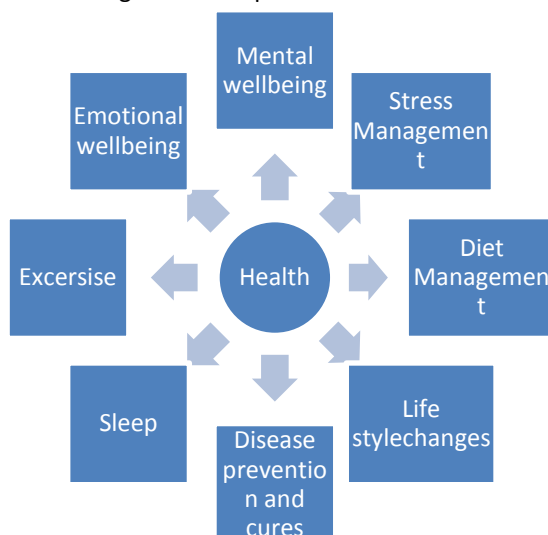 Mental
wellbeing
Stress
Managemen
t
Diet
Managemen
t
Life
stylechanges
Disease
preventio
n and
cures
Sleep
Excersise
Emotional
wellbeing
Health